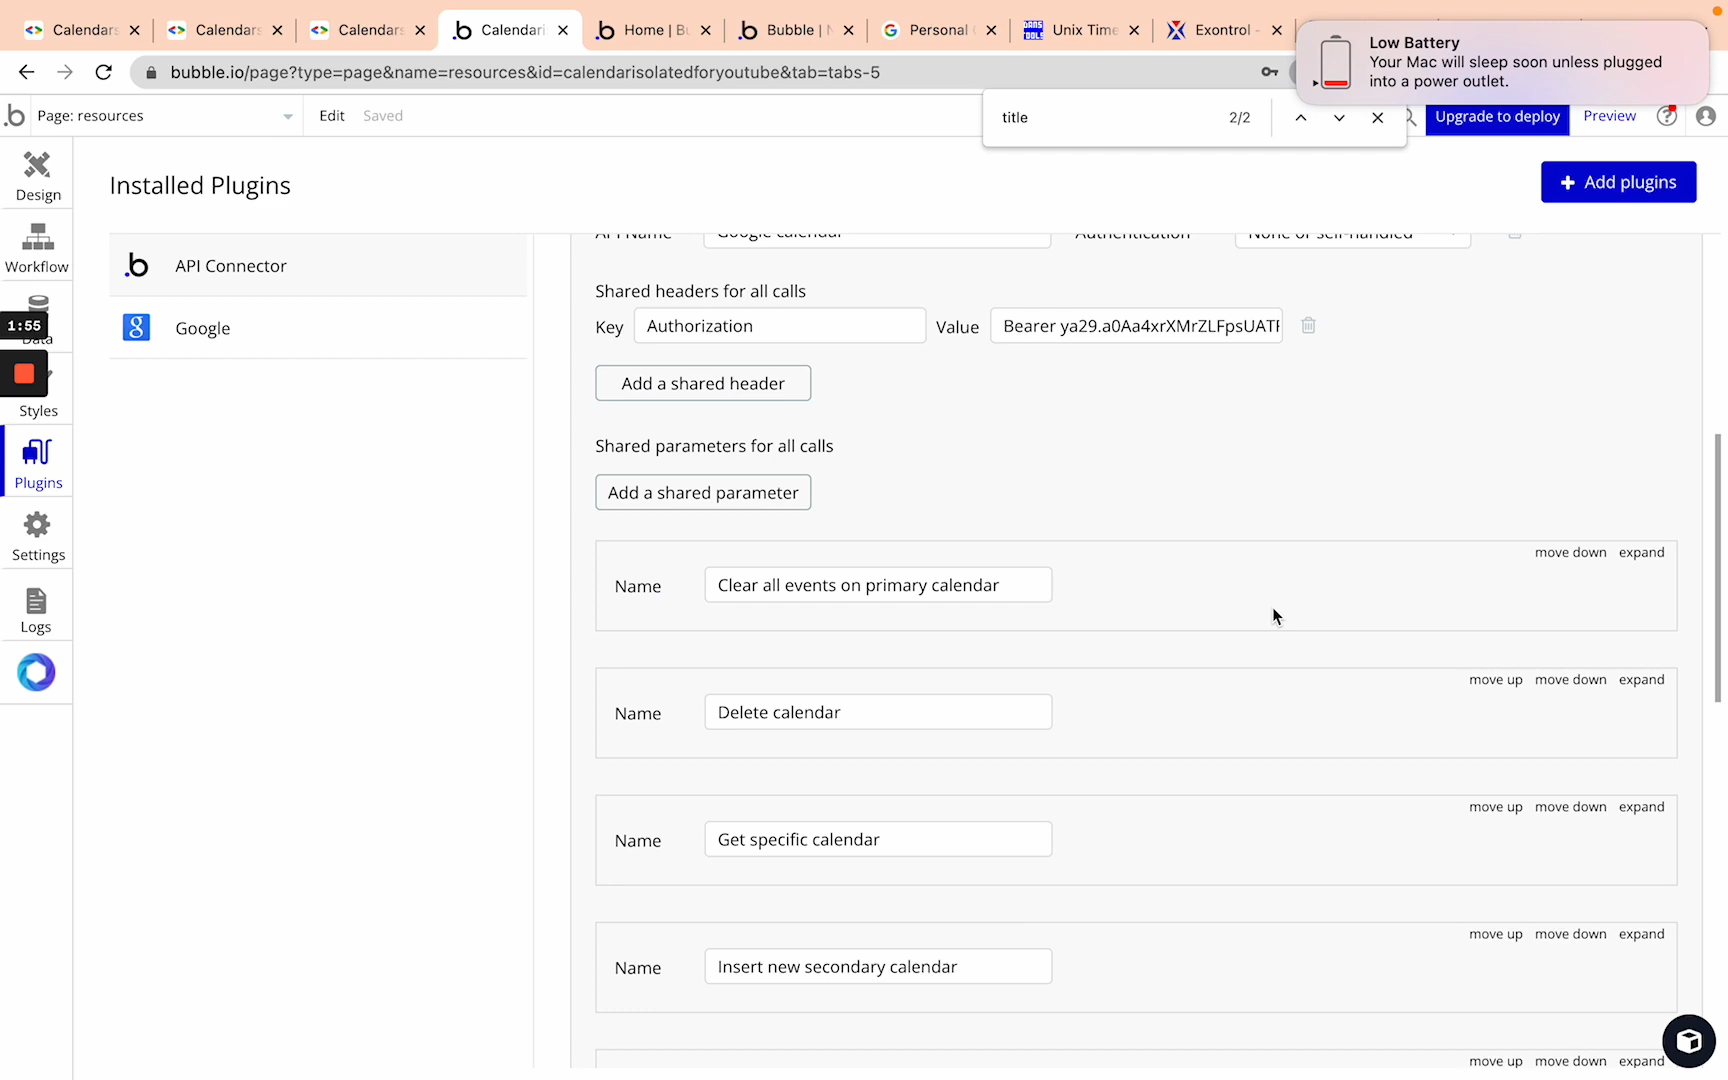 Calendars
Calendars
Calendars
Calendari
Home | Bu
Bubble | N
Personal
Unix Time
Exontrol -
Low Battery
Your Mac will sleep soon unless plugged
into a power outlet.
bubble.io/page?type=page&name=resources&id=calendarisolatedforyoutube&tab=tabs-5
Page: resources
Edit
Saved
title
2/2
Upgrade to deploy
Preview
Design
Workflow
1:55
Data
Styles
Plugins
Settings
Logs
Installed Plugins
Add plugins
API Connector
Google
API Name
Google calendar
Authentication
None or self-handled
Shared headers for all calls
Key
Authorization
Value
Bearer ya29.a0Aa4xrXMrZLFpsUATF
Add a shared header
Shared parameters for all calls
Add a shared parameter
move down expand
Name
Clear all events on primary calendar
move up move down expand
Name
Delete calendar
move up move down expand
Name
Get specific calendar
move up move down expand
Name
Insert new secondary calendar
move up move down expand